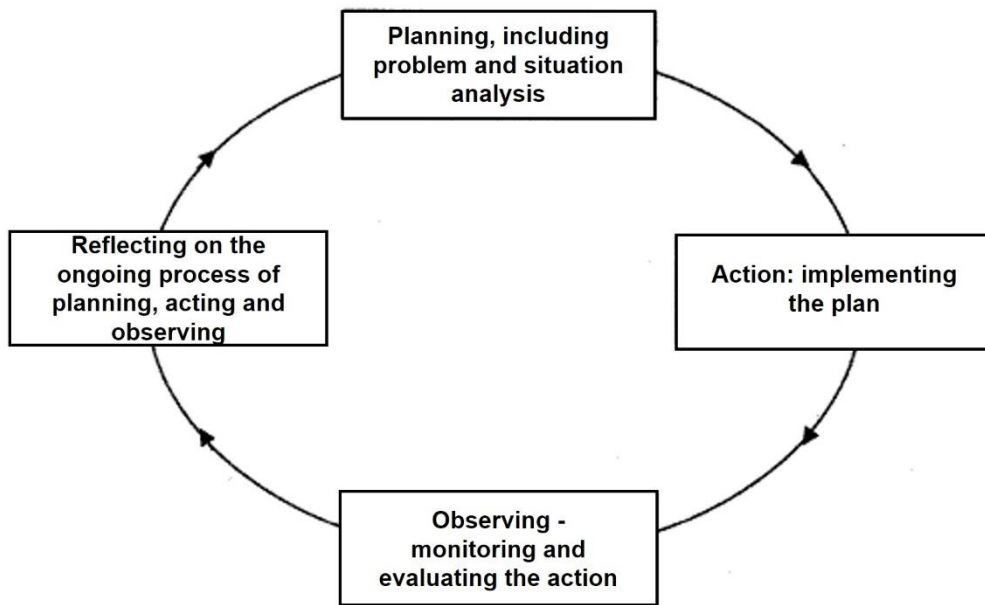 Planning, including
problem and situation
analysis
Action: implementing
the plan
Observing -
monitoring and
evaluating the action
Reflecting on the
ongoing process of
planning, acting and
observing